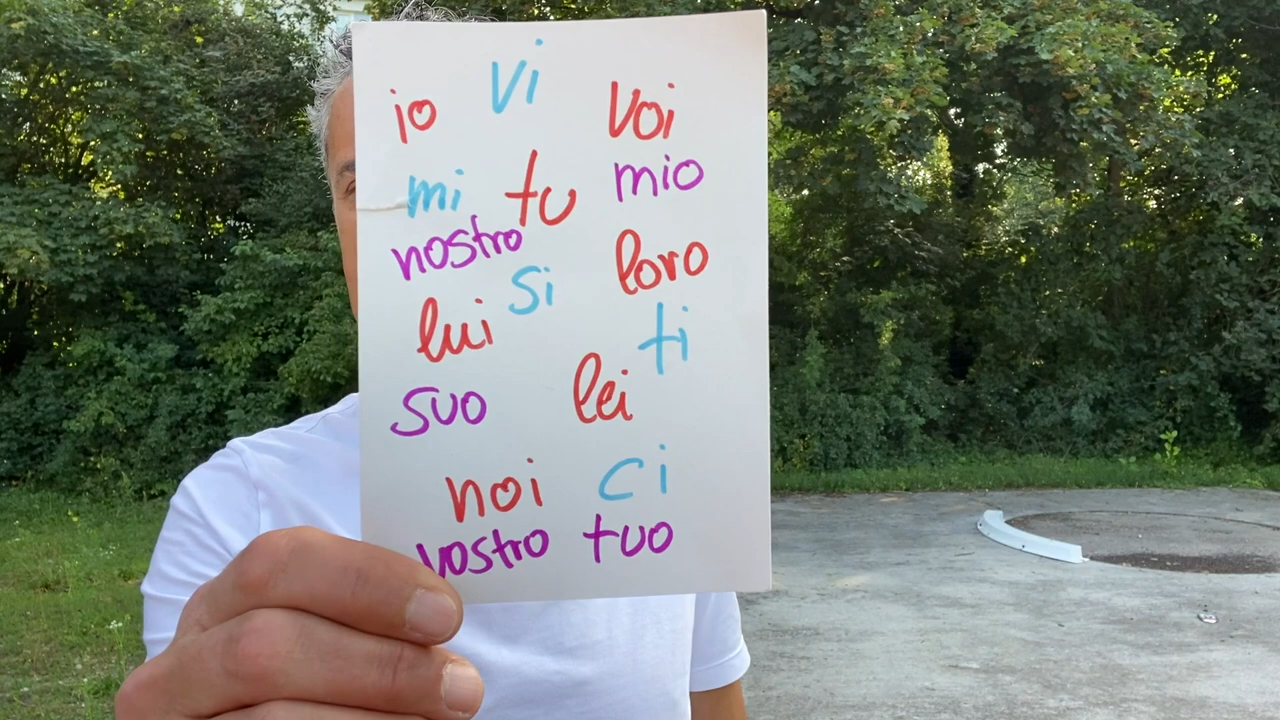 io vi voi
mi tu mio
nostro loro
lui si ti
suo lei
noi ci
vostro tuo